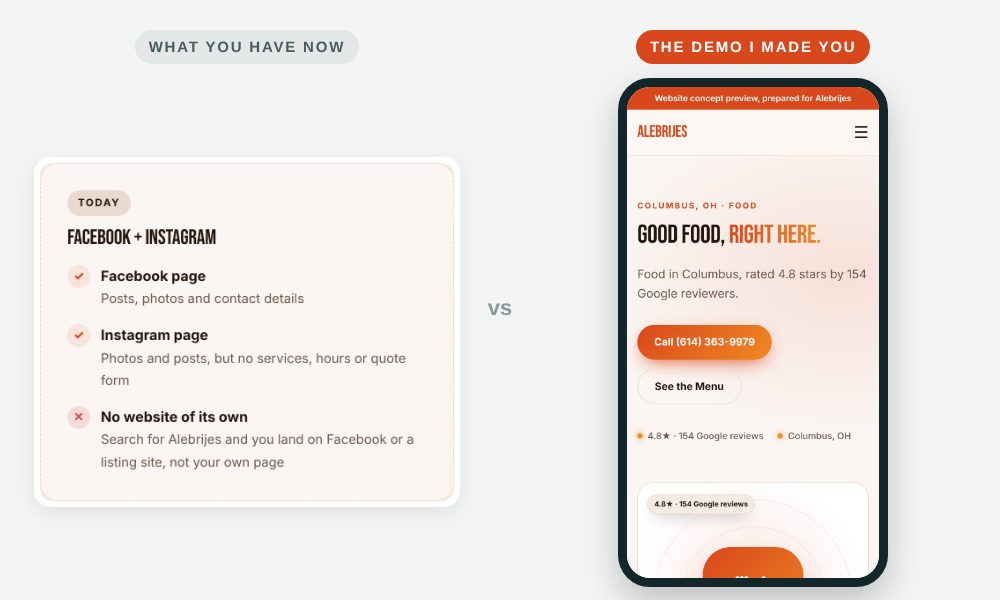 WHAT YOU HAVE NOW
TODAY
FACEBOOK + INSTAGRAM
Facebook page
Posts, photos and contact details
Instagram page
Photos and posts, but no services, hours or quote
form
No website of its own
Search for Alebrijes and you land on Facebook or a
listing site, not your own page
vs
THE DEMO I MADE YOU
Website concept preview, prepared for Alebrijes
ALEBRIJES
COLUMBUS, OH · FOOD
GOOD FOOD, RIGHT HERE.
Food in Columbus, rated 4.8 stars by 154
Google reviewers.
Call (614) 363-9979
See the Menu
4.8★ · 154 Google reviews
Columbus, OH
4.8★ · 154 Google reviews